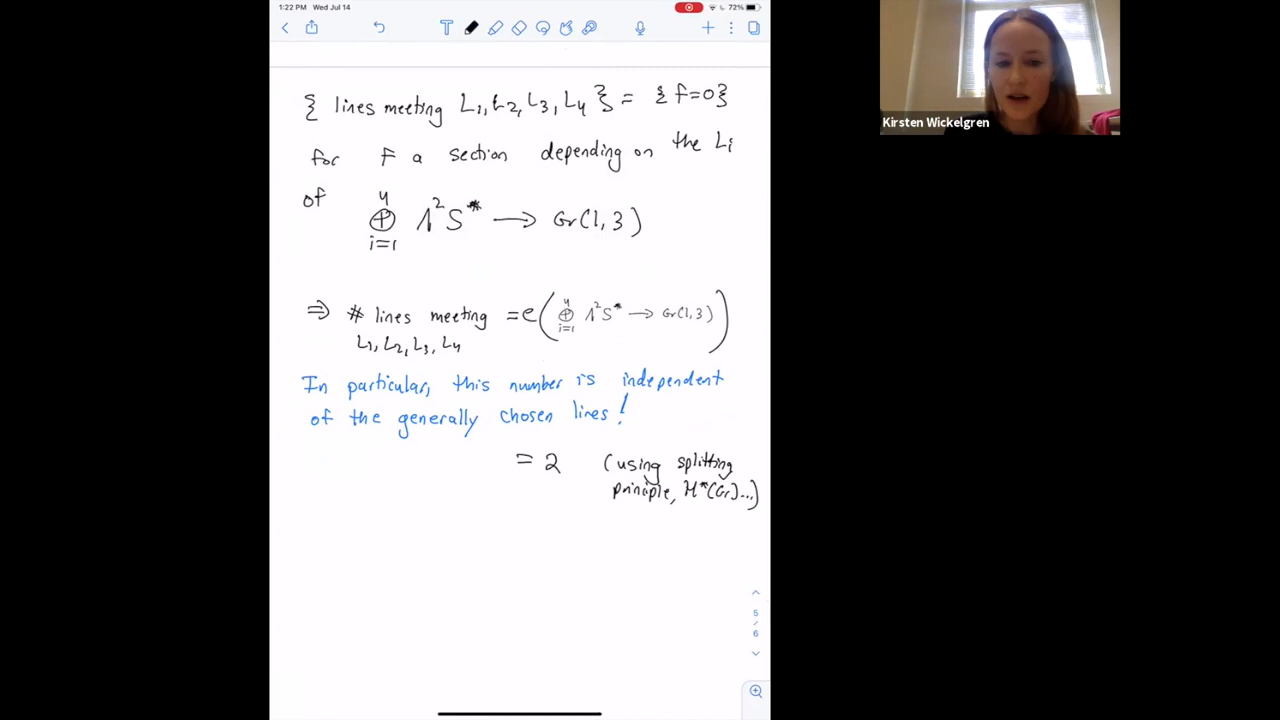 1:22 PM Wed Jul 14
72%
{ lines meeting L₁, L₂, L₃, L₄ } = { f=0 }
for f a section depending on the Lᵢ
of 4 ⊕ i=1 Λ²S* → Gr(1,3)
⇒ # lines meeting L₁, L₂, L₃, L₄ = e( 4 ⊕ i=1 Λ²S* → Gr(1,3) )
In particular, this number is independent
of the generally chosen lines!
= 2 (using splitting
principle, H*(Gr)...)
5
/
6
Kirsten Wickelgren